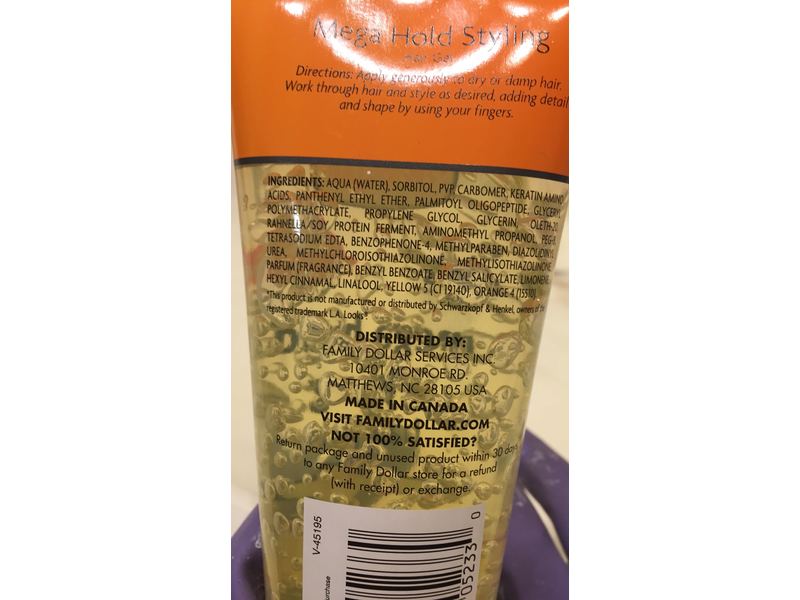 Mega Hold Styling
Hair Gel
Directions: Apply generously to dry or damp hair.
Work through hair and style as desired, adding detail
and shape by using your fingers.
INGREDIENTS: AQUA (WATER), SORBITOL, PVP, CARBOMER, KERATIN AMINO
ACIDS, PANTHENYL ETHYL ETHER, PALMITOYL OLIGOPEPTIDE, GLYCERYL
POLYMETHACRYLATE, PROPYLENE GLYCOL, GLYCERIN, OLETH-20,
RAHNELLA/SOY PROTEIN FERMENT, AMINOMETHYL PROPANOL,
TETRASODIUM EDTA, BENZOPHENONE-4, METHYLPARABEN, DIAZOLIDINYL
UREA, METHYLCHLOROISOTHIAZOLINONE, METHYLISOTHIAZOLINONE,
PARFUM (FRAGRANCE), BENZYL BENZOATE, BENZYL SALICYLATE, LIMONENE,
HEXYL CINNAMAL, LINALOOL, YELLOW 5 (CI 19140), ORANGE 4 (15510).
*This product is not manufactured or distributed by Schwarzkopf & Henkel, owners of the
registered trademark L.A. Looks®.
DISTRIBUTED BY:
FAMILY DOLLAR SERVICES INC.
10401 MONROE RD.
MATTHEWS, NC 28105 USA
MADE IN CANADA
VISIT FAMILYDOLLAR.COM
NOT 100% SATISFIED?
Return package and unused product within 30 days
to any Family Dollar store for a refund
(with receipt) or exchange.
V-45195
05233 0